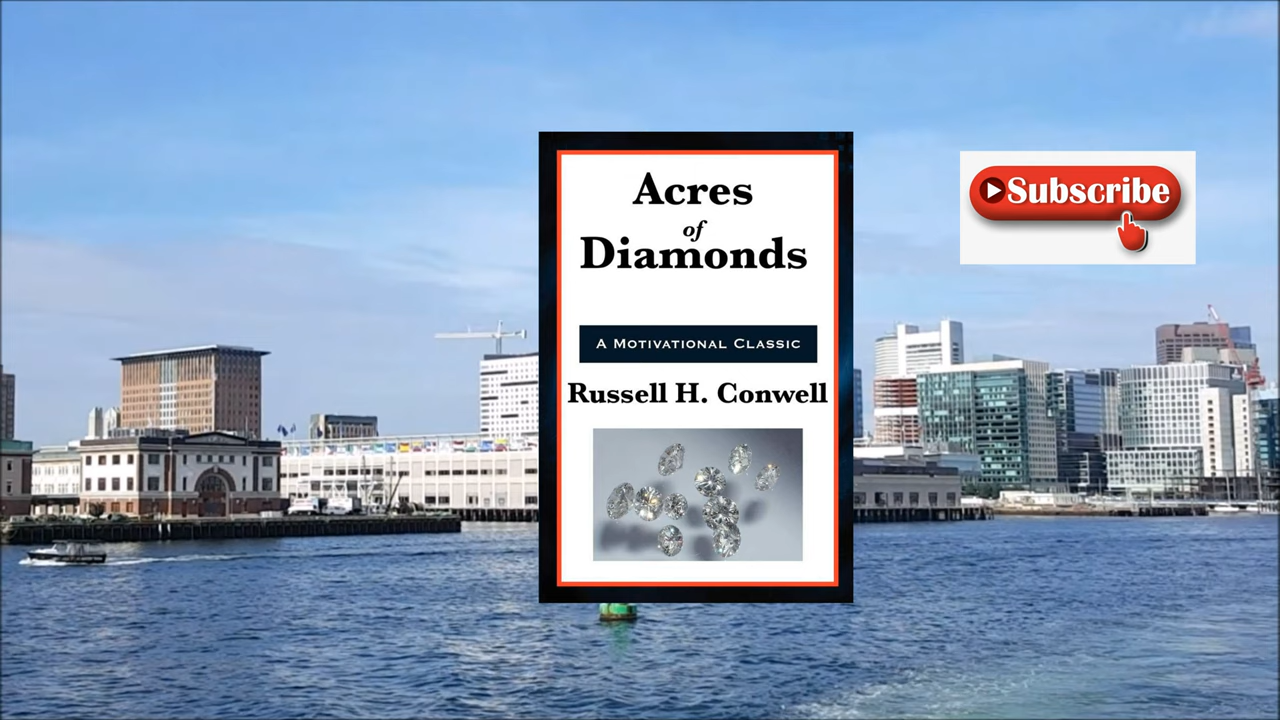 Acres
of
Diamonds
A Motivational Classic
Russell H. Conwell
Subscribe